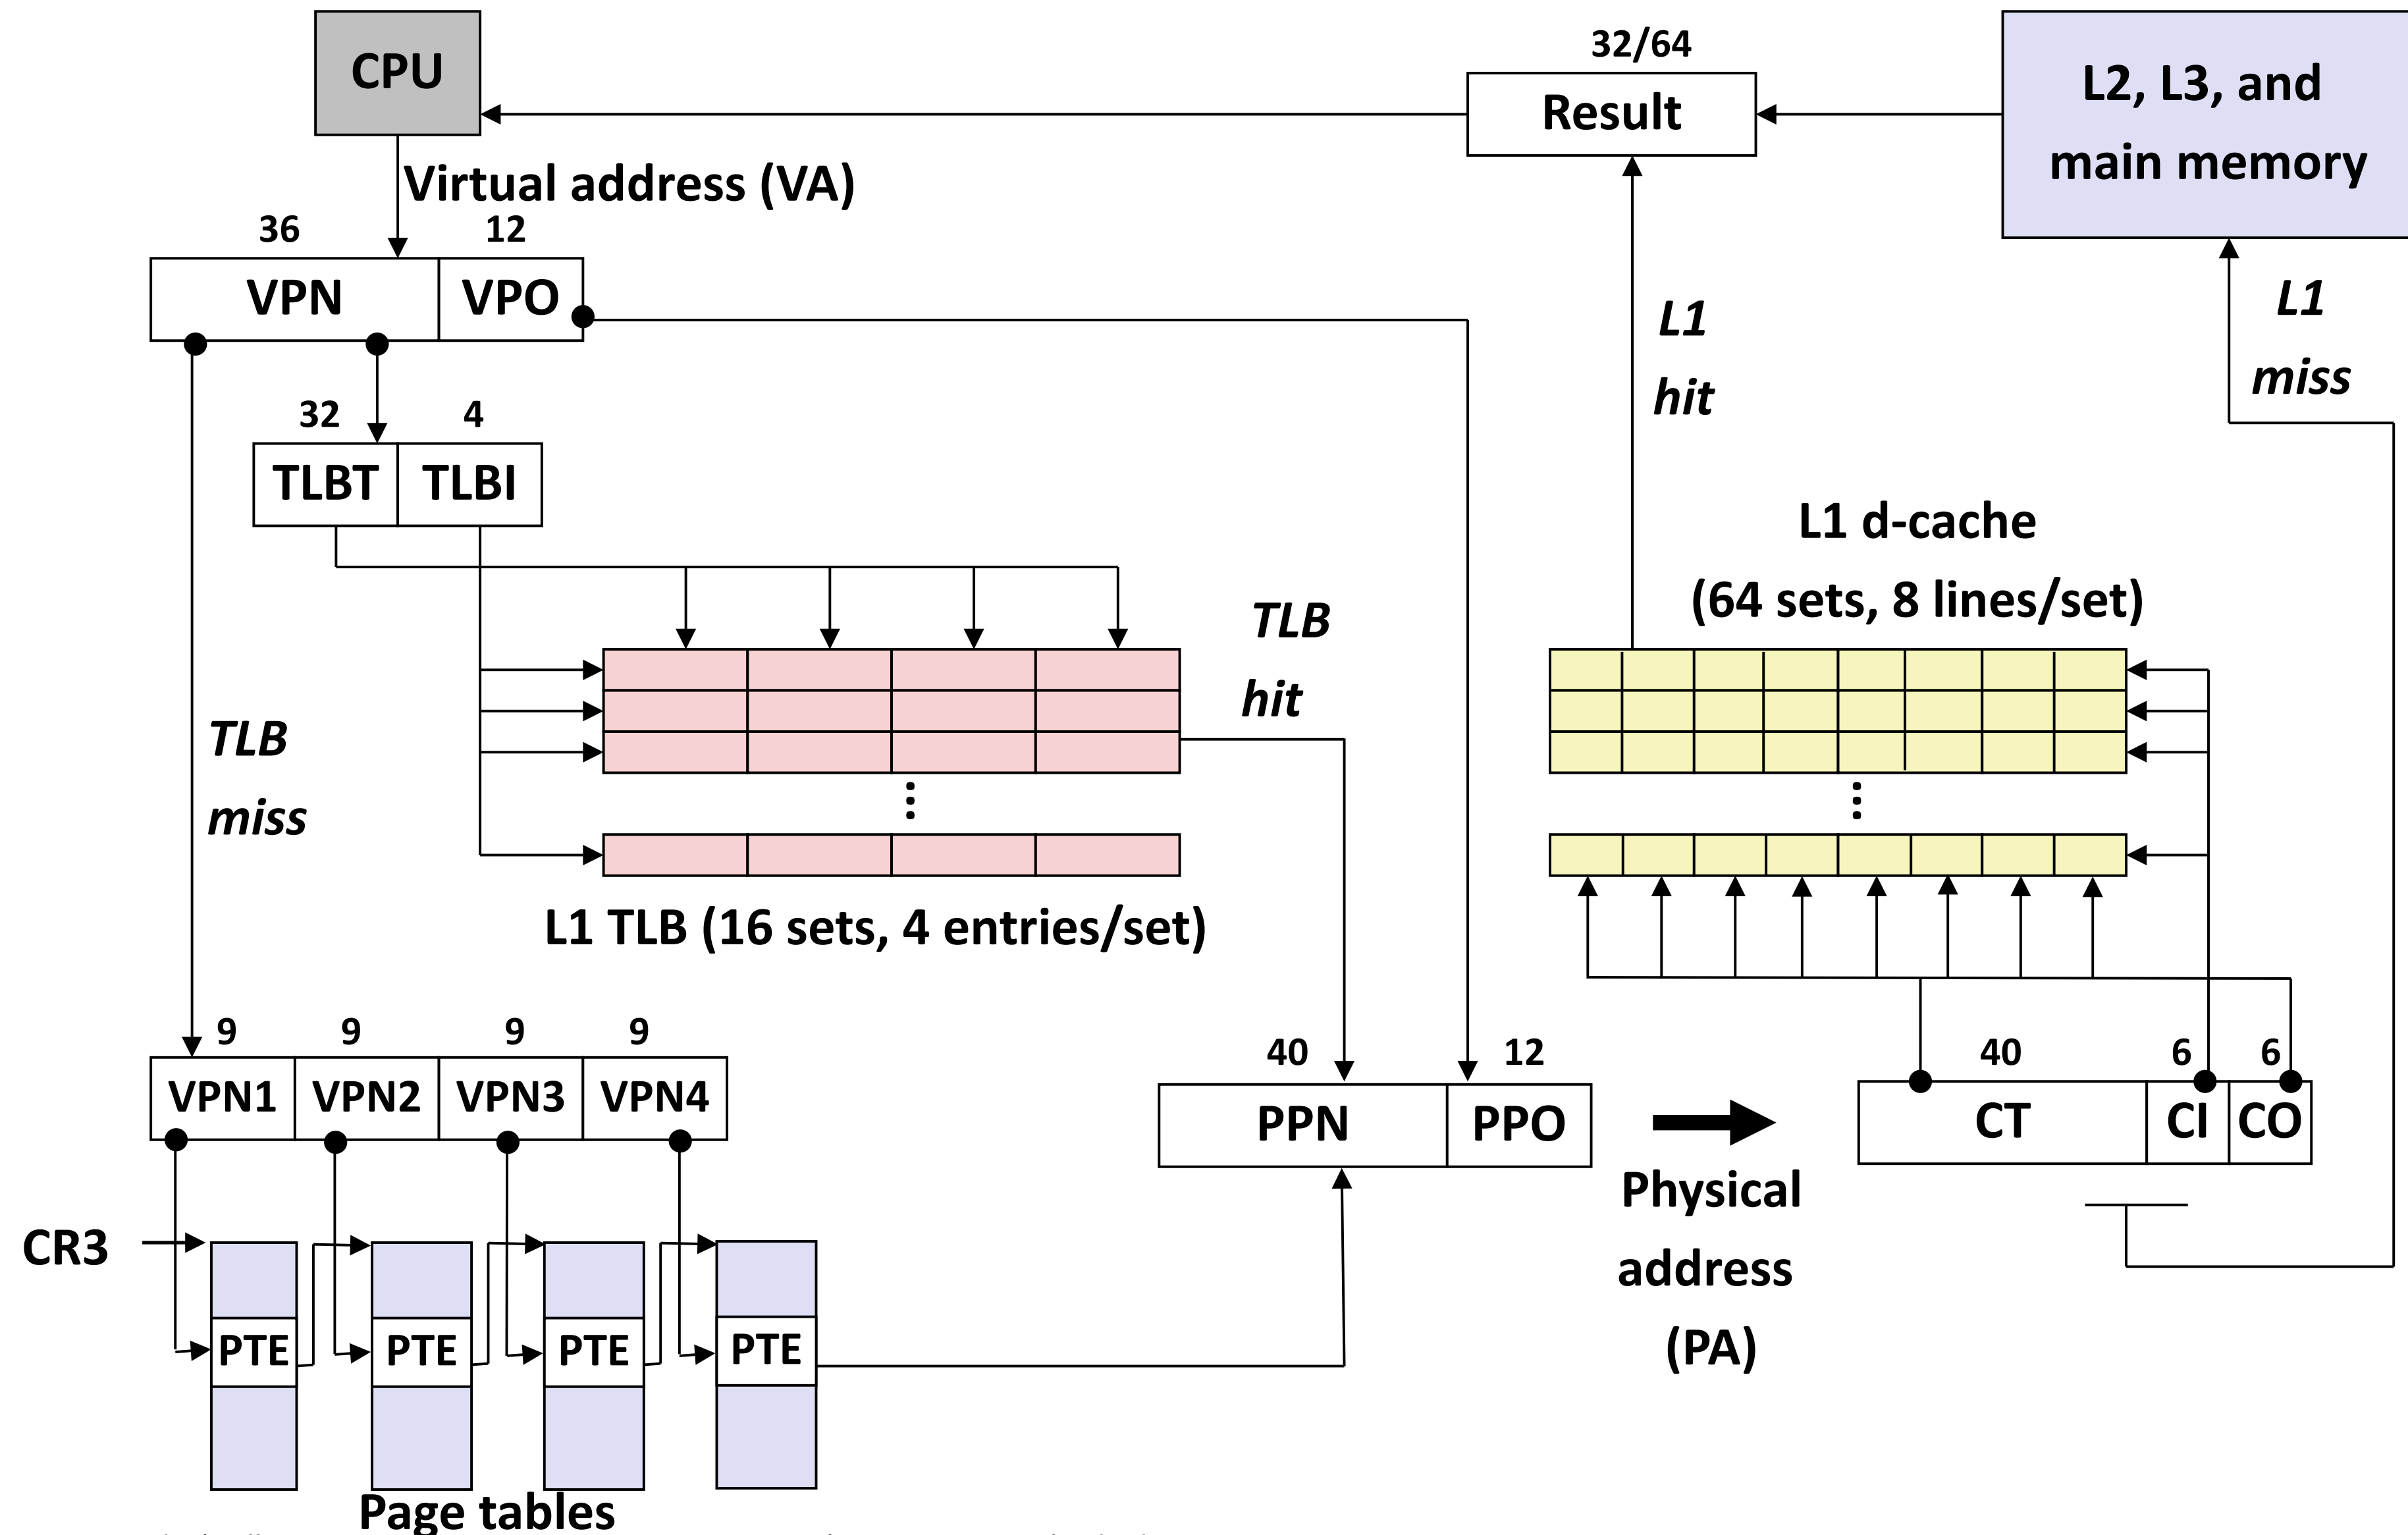 CPU
32/64
Result
L2, L3, and
main memory
Virtual address (VA)
36
12
VPN
VPO
L1
hit
L1
miss
32
4
TLBT
TLBI
L1 d-cache
(64 sets, 8 lines/set)
TLB
hit
TLB
miss
L1 TLB (16 sets, 4 entries/set)
9
9
9
9
VPN1
VPN2
VPN3
VPN4
40
12
PPN
PPO
40
6
6
CT
CI
CO
Physical
address
(PA)
CR3
PTE
PTE
PTE
PTE
Page tables